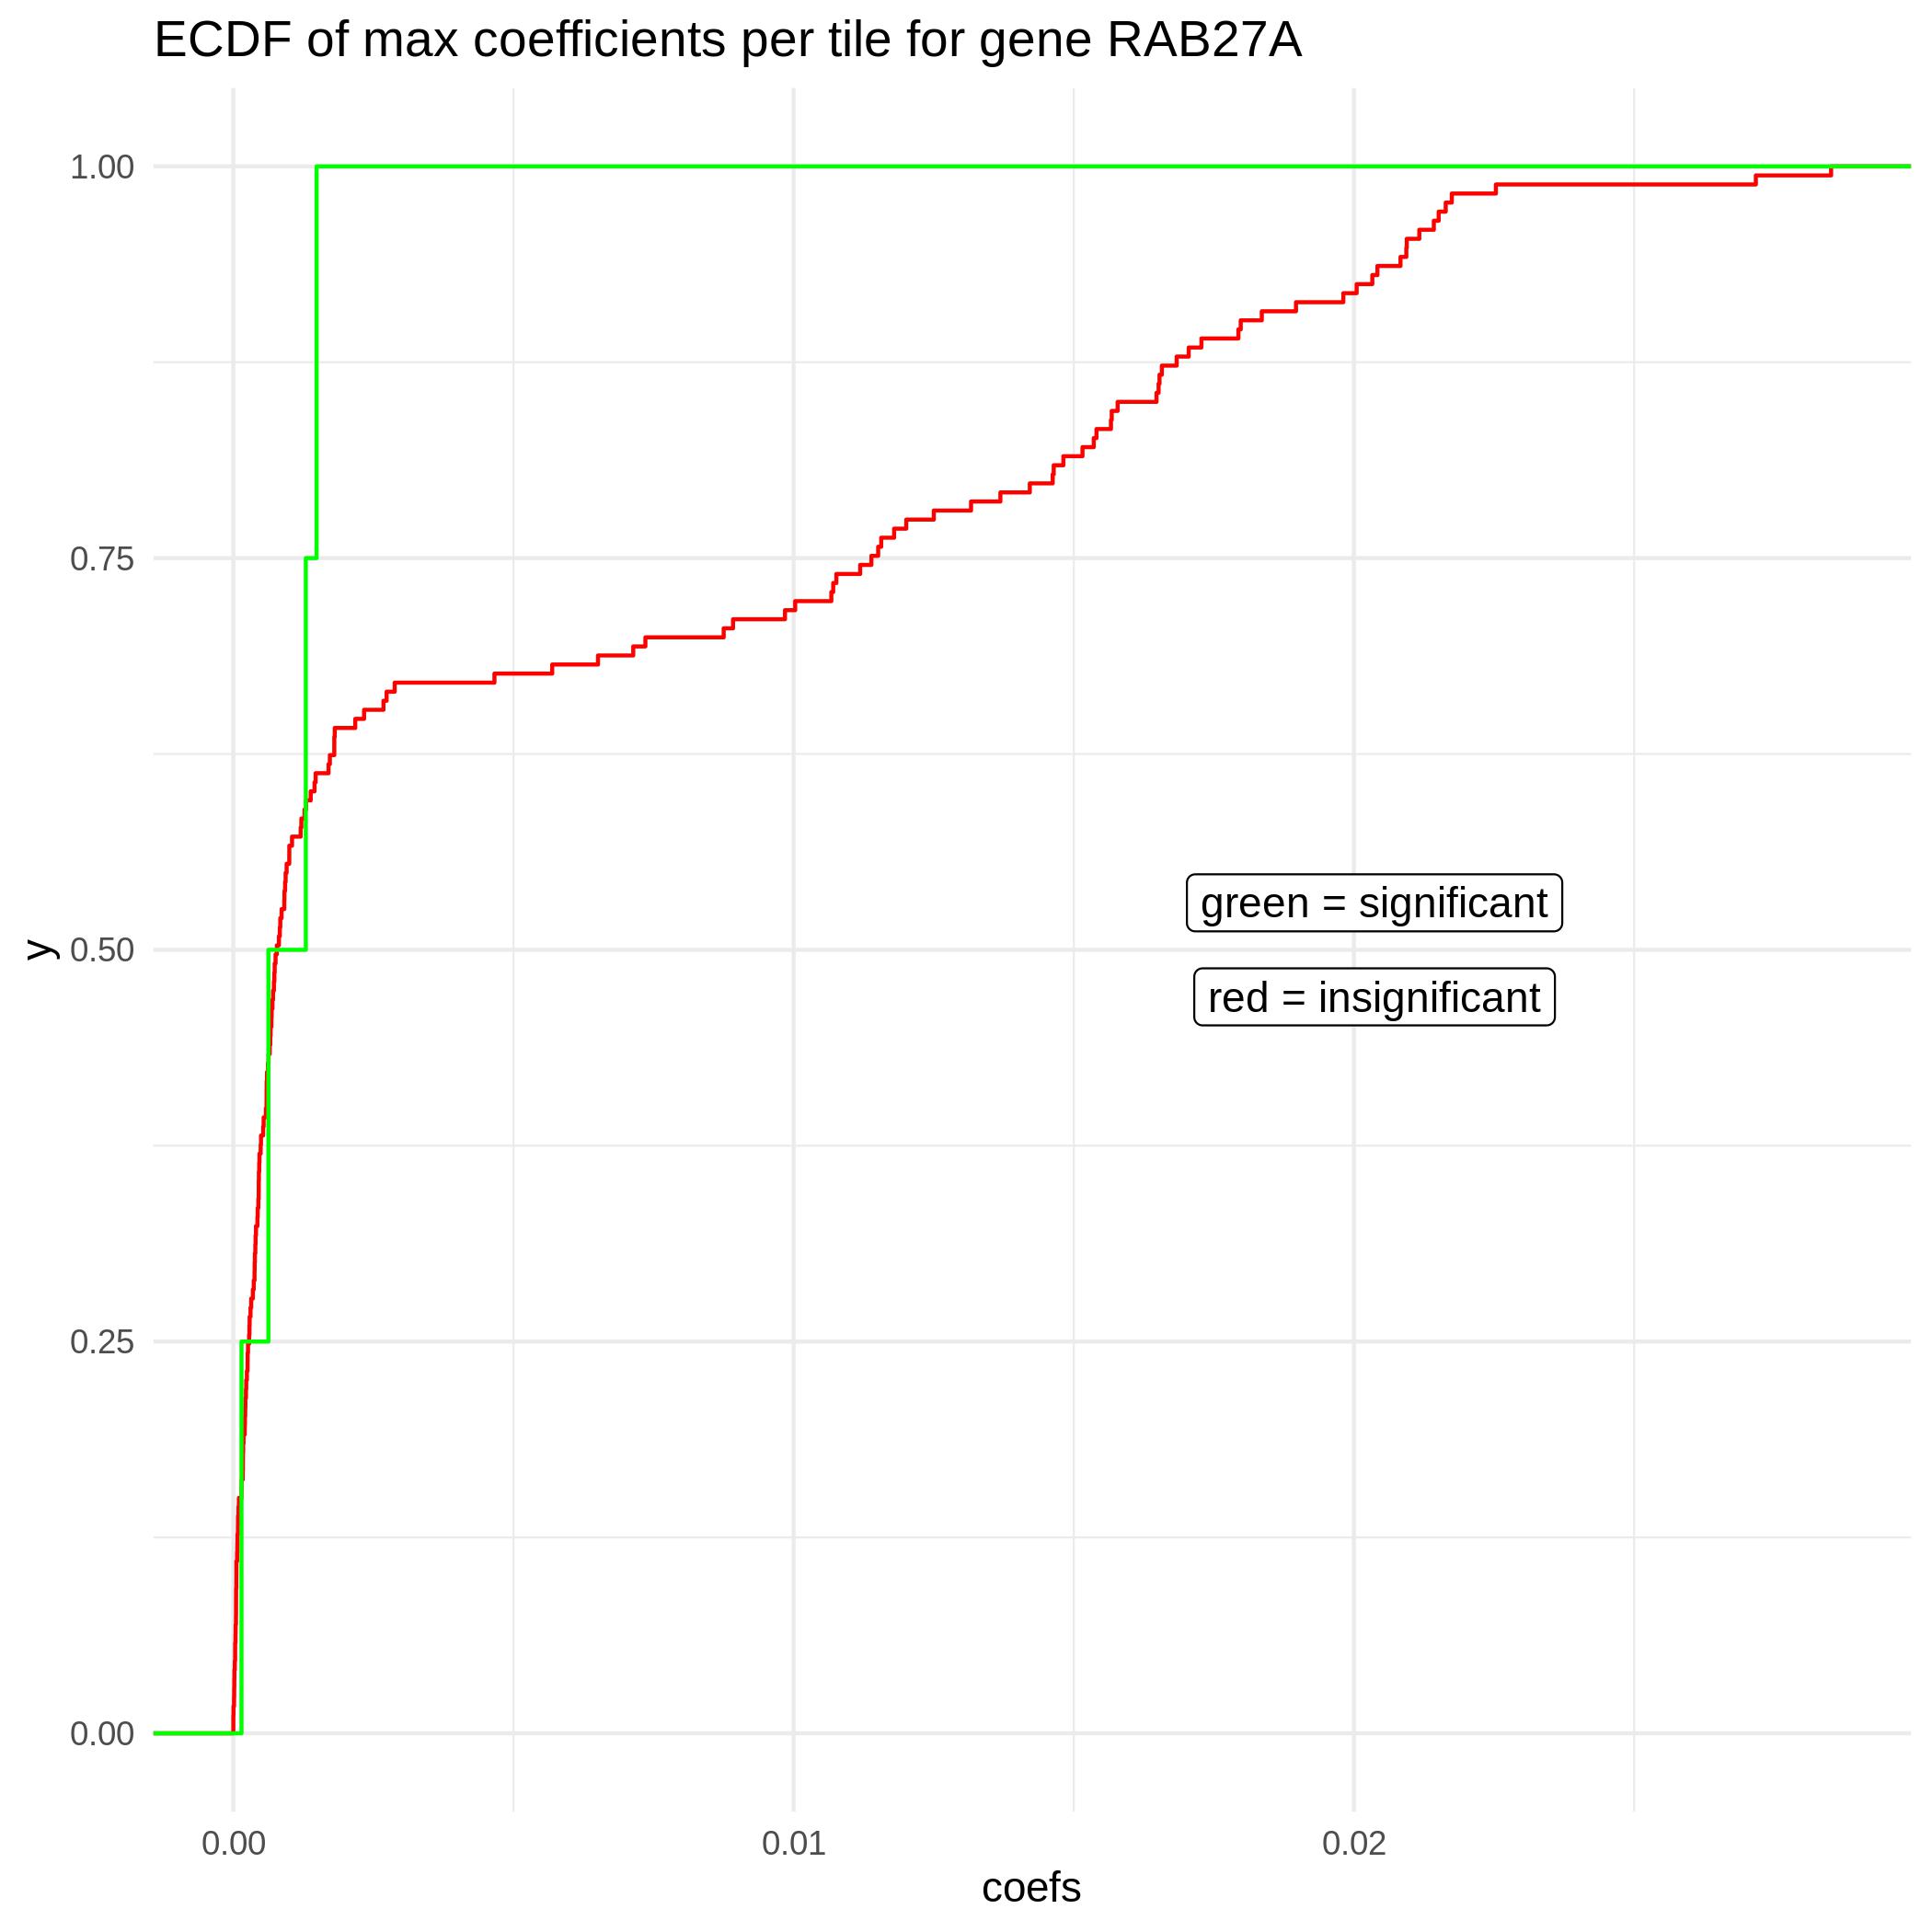 ECDF of max coefficients per tile for gene RAB27A
1.00
0.75
0.50
0.25
0.00
y
green = significant
red = insignificant
0.00 0.01 0.02
coefs